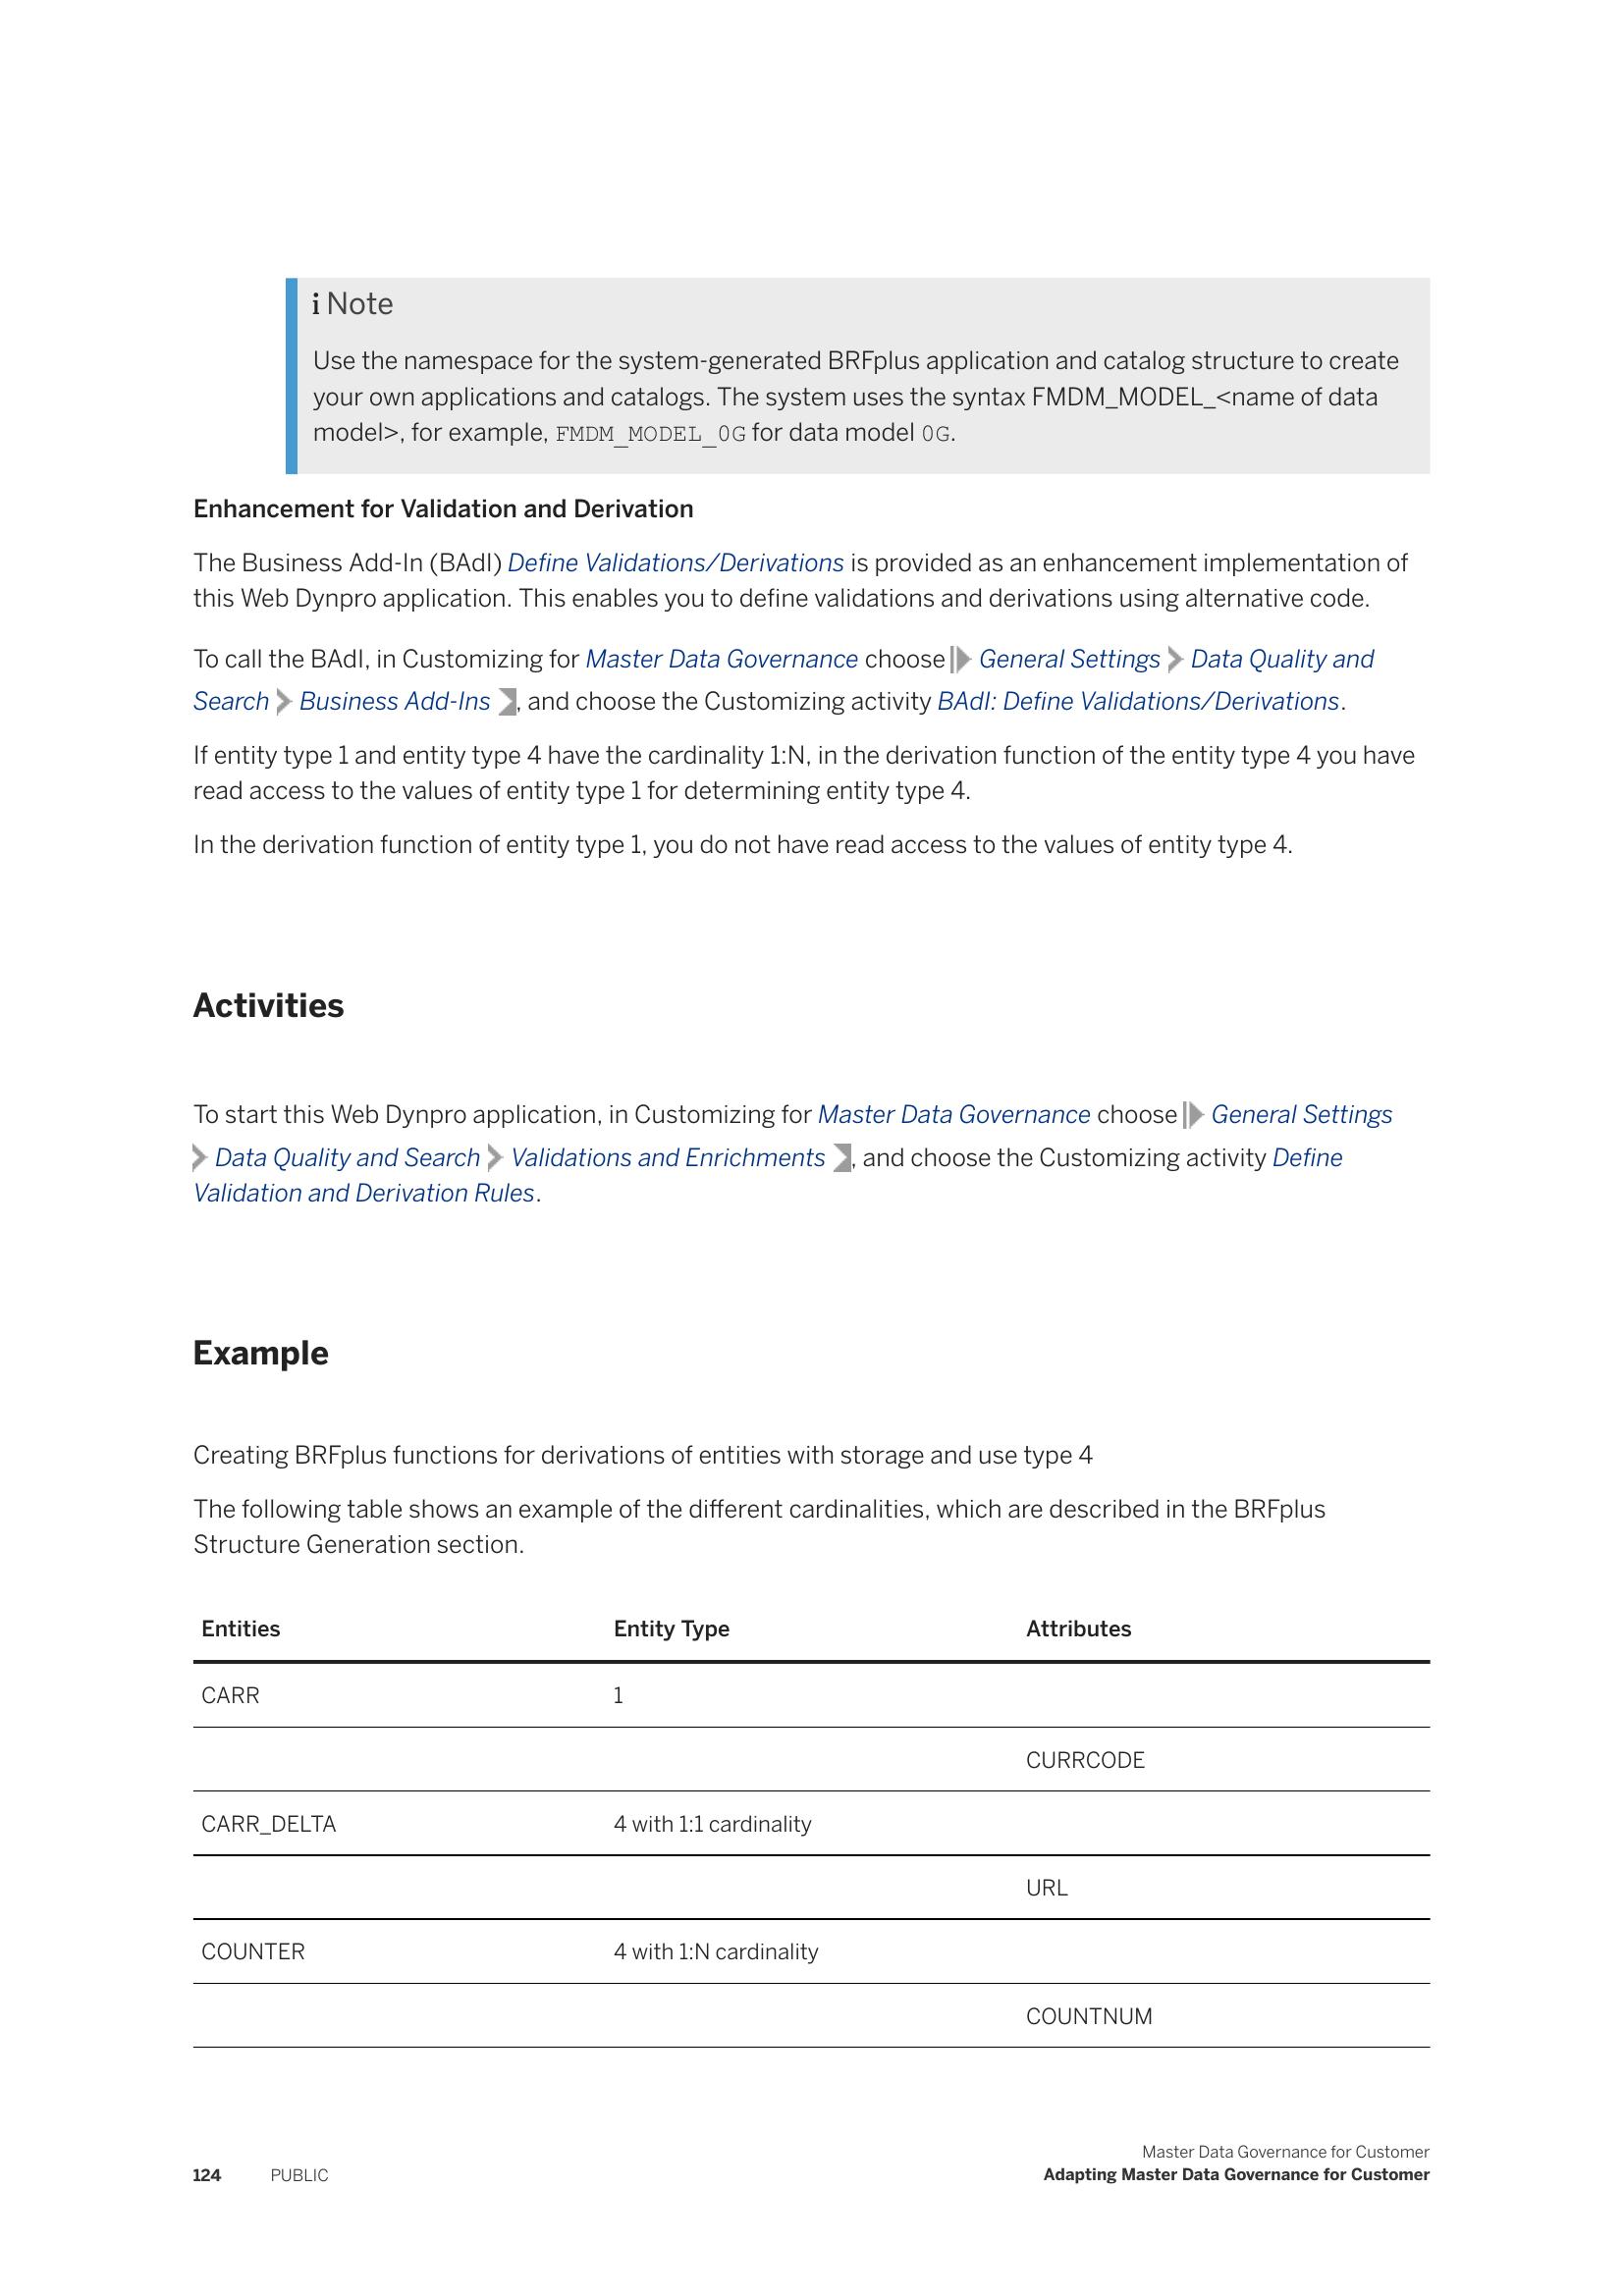 i Note
Use the namespace for the system-generated BRFplus application and catalog structure to create
your own applications and catalogs. The system uses the syntax FMDM_MODEL_<name of data
model>, for example, FMDM_MODEL_0G for data model 0G.
Enhancement for Validation and Derivation
The Business Add-In (BAdI) Define Validations/Derivations is provided as an enhancement implementation of
this Web Dynpro application. This enables you to define validations and derivations using alternative code.
To call the BAdI, in Customizing for Master Data Governance choose General Settings Data Quality and
Search Business Add-Ins , and choose the Customizing activity BAdI: Define Validations/Derivations.
If entity type 1 and entity type 4 have the cardinality 1:N, in the derivation function of the entity type 4 you have
read access to the values of entity type 1 for determining entity type 4.
In the derivation function of entity type 1, you do not have read access to the values of entity type 4.
Activities
To start this Web Dynpro application, in Customizing for Master Data Governance choose General Settings
Data Quality and Search Validations and Enrichments , and choose the Customizing activity Define
Validation and Derivation Rules.
Example
Creating BRFplus functions for derivations of entities with storage and use type 4
The following table shows an example of the different cardinalities, which are described in the BRFplus
Structure Generation section.
Entities Entity Type Attributes
CARR 1
CURRCODE
CARR_DELTA 4 with 1:1 cardinality
URL
COUNTER 4 with 1:N cardinality
COUNTNUM
Master Data Governance for Customer
124 PUBLIC Adapting Master Data Governance for Customer